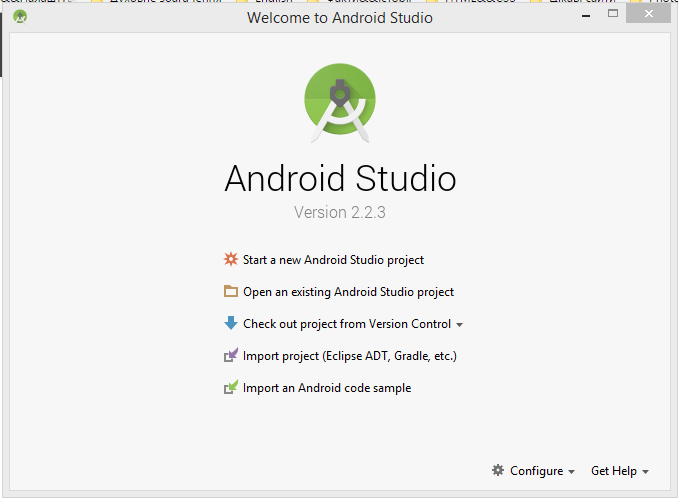 English
Welcome to Android Studio
Android Studio
Version 2.2.3
Start a new Android Studio project
Open an existing Android Studio project
Check out project from Version Control
Import project (Eclipse ADT, Gradle, etc.)
Import an Android code sample
Configure
Get Help